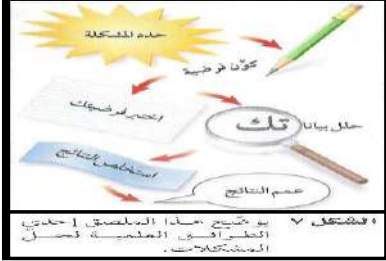 حدد المشكلة
كوّن فرضية
اختبر فرضيتك
حلل بياناتك
استخلص النتائج
عمم النتائج
الشكل ٧ يوضّح هذا الملصق إحدى
الطرائق العلمية لحل
المشكلات.